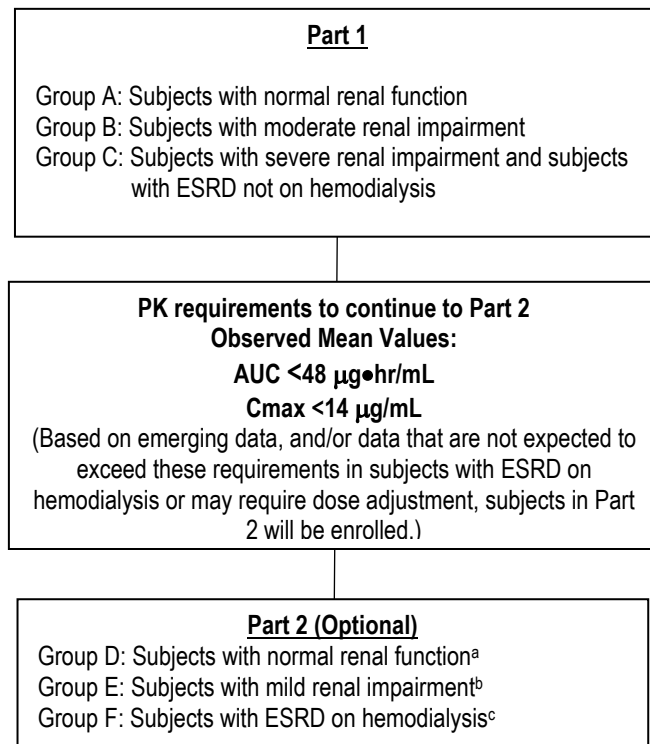 Part 1
Group A: Subjects with normal renal function
Group B: Subjects with moderate renal impairment
Group C: Subjects with severe renal impairment and subjects
with ESRD not on hemodialysis
PK requirements to continue to Part 2
Observed Mean Values:
AUC <48 μg●hr/mL
Cmax <14 μg/mL
(Based on emerging data, and/or data that are not expected to
exceed these requirements in subjects with ESRD on
hemodialysis or may require dose adjustment, subjects in Part
2 will be enrolled.)
Part 2 (Optional)
Group D: Subjects with normal renal functionᵃ
Group E: Subjects with mild renal impairmentᵇ
Group F: Subjects with ESRD on hemodialysisᶜ